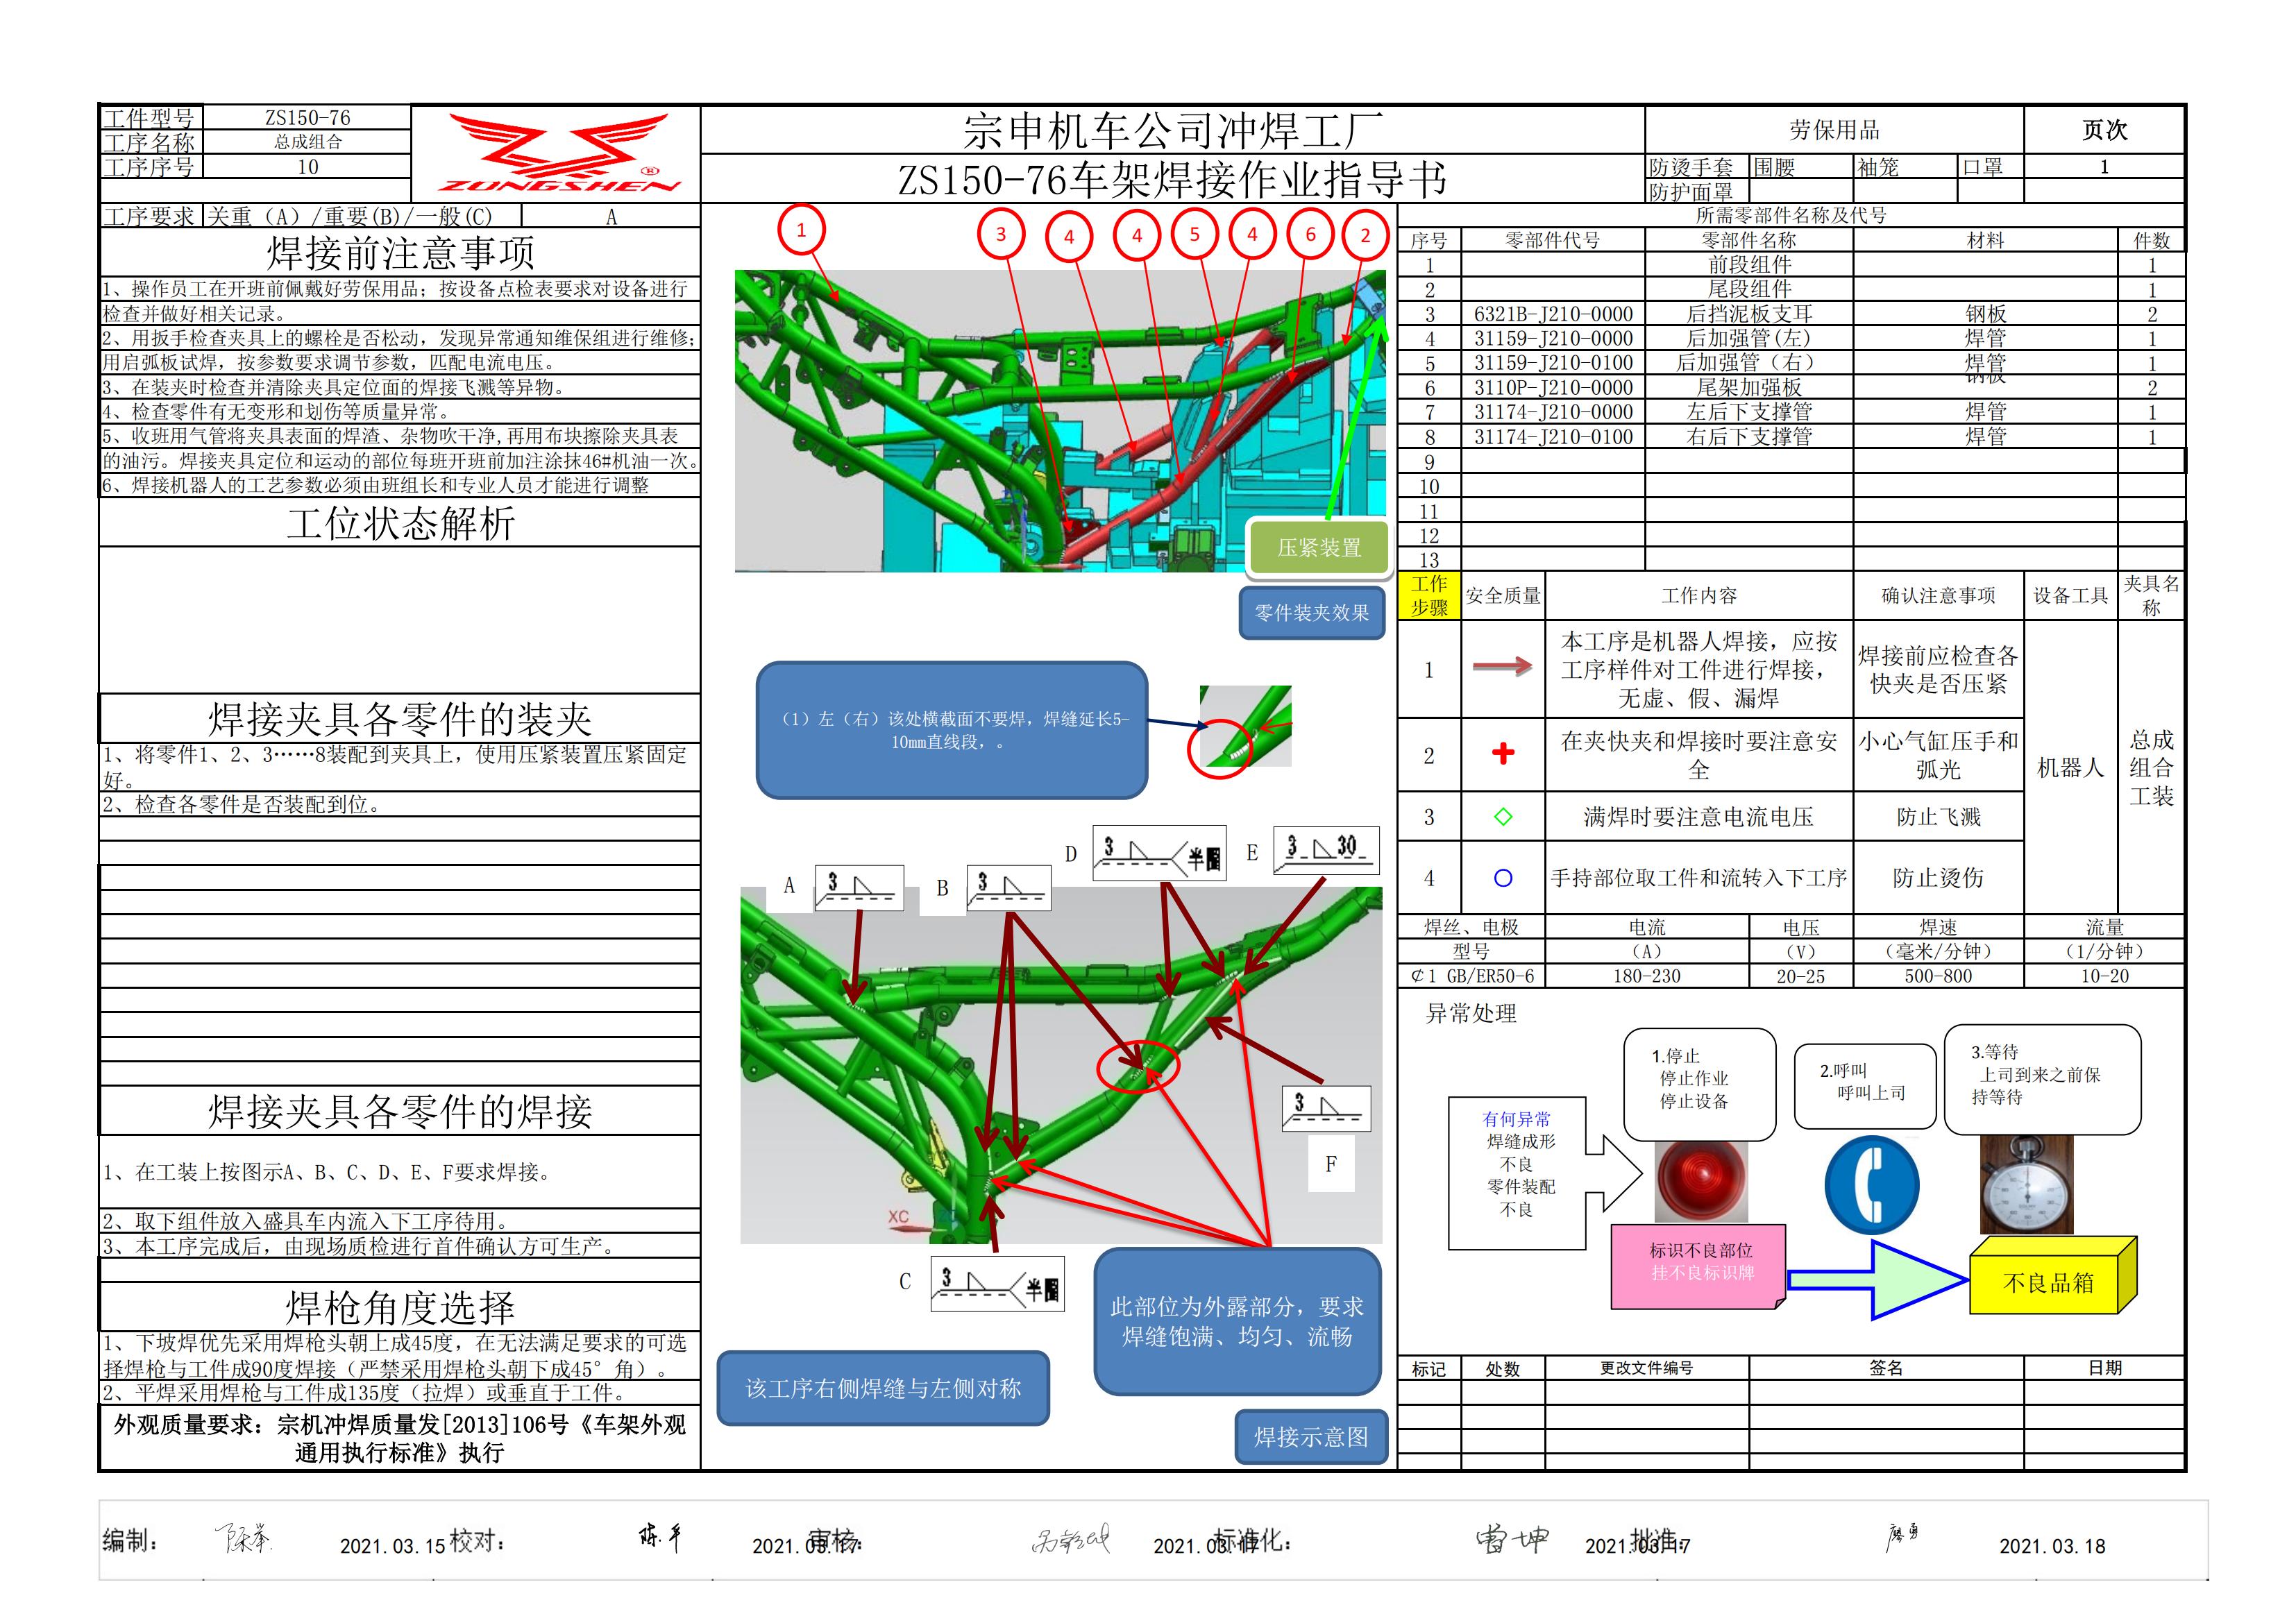 工件型号 ZS150-76
工序名称 总成组合
工序序号 10
ZONGSHEN ®
宗申机车公司冲焊工厂
ZS150-76车架焊接作业指导书
劳保用品 页次
防烫手套 围腰 袖笼 口罩 1
防护面罩
工序要求 关重（A）/重要(B)/一般(C) A
焊接前注意事项
1、操作员工在开班前佩戴好劳保用品；按设备点检表要求对设备进行
检查并做好相关记录。
2、用扳手检查夹具上的螺栓是否松动，发现异常通知维保组进行维修；
用启弧板试焊，按参数要求调节参数，匹配电流电压。
3、在装夹时检查并清除夹具定位面的焊接飞溅等异物。
4、检查零件有无变形和划伤等质量异常。
5、收班用气管将夹具表面的焊渣、杂物吹干净,再用布块擦除夹具表
的油污。焊接夹具定位和运动的部位每班开班前加注涂抹46#机油一次。
6、焊接机器人的工艺参数必须由班组长和专业人员才能进行调整
工位状态解析
焊接夹具各零件的装夹
1、将零件1、2、3……8装配到夹具上，使用压紧装置压紧固定
好。
2、检查各零件是否装配到位。
焊接夹具各零件的焊接
1、在工装上按图示A、B、C、D、E、F要求焊接。
2、取下组件放入盛具车内流入下工序待用。
3、本工序完成后，由现场质检进行首件确认方可生产。
焊枪角度选择
1、下坡焊优先采用焊枪头朝上成45度，在无法满足要求的可选
择焊枪与工件成90度焊接（严禁采用焊枪头朝下成45°角）。
2、平焊采用焊枪与工件成135度（拉焊）或垂直于工件。
外观质量要求：宗机冲焊质量发[2013]106号《车架外观
通用执行标准》执行
1 3 4 4 5 4 6 2
压紧装置
零件装夹效果
（1）左（右）该处横截面不要焊，焊缝延长5-
10mm直线段，。
A 3
B 3
D 3 半圈
E 3 30
F 3
C 3 半圈
XC
此部位为外露部分，要求
焊缝饱满、均匀、流畅
该工序右侧焊缝与左侧对称
焊接示意图
所需零部件名称及代号
序号 零部件代号 零部件名称 材料 件数
1 前段组件 1
2 尾段组件 1
3 6321B-J210-0000 后挡泥板支耳 钢板 2
4 31159-J210-0000 后加强管(左) 焊管 1
5 31159-J210-0100 后加强管（右） 焊管 1
6 3110P-J210-0000 尾架加强板 钢板 2
7 31174-J210-0000 左后下支撑管 焊管 1
8 31174-J210-0100 右后下支撑管 焊管 1
9
10
11
12
13
工作步骤 安全质量 工作内容 确认注意事项 设备工具 夹具名称
1 本工序是机器人焊接，应按
工序样件对工件进行焊接，
无虚、假、漏焊
焊接前应检查各
快夹是否压紧
2 在夹快夹和焊接时要注意安
全
小心气缸压手和
弧光
3 满焊时要注意电流电压 防止飞溅
4 手持部位取工件和流转入下工序 防止烫伤
机器人
总成
组合
工装
焊丝、电极 电流 电压 焊速 流量
型号 （A） （V） （毫米/分钟） （1/分钟）
¢1 GB/ER50-6 180-230 20-25 500-800 10-20
异常处理
有何异常
焊缝成形
不良
零件装配
不良
1.停止
停止作业
停止设备
2.呼叫
呼叫上司
3.等待
上司到来之前保
持等待
标识不良部位
挂不良标识牌
不良品箱
标记 处数 更改文件编号 签名 日期
编制： 2021.03.15 校对： 2021.03.17 审核： 2021.03.17 标准化： 2021.03.17 批准： 2021.03.18